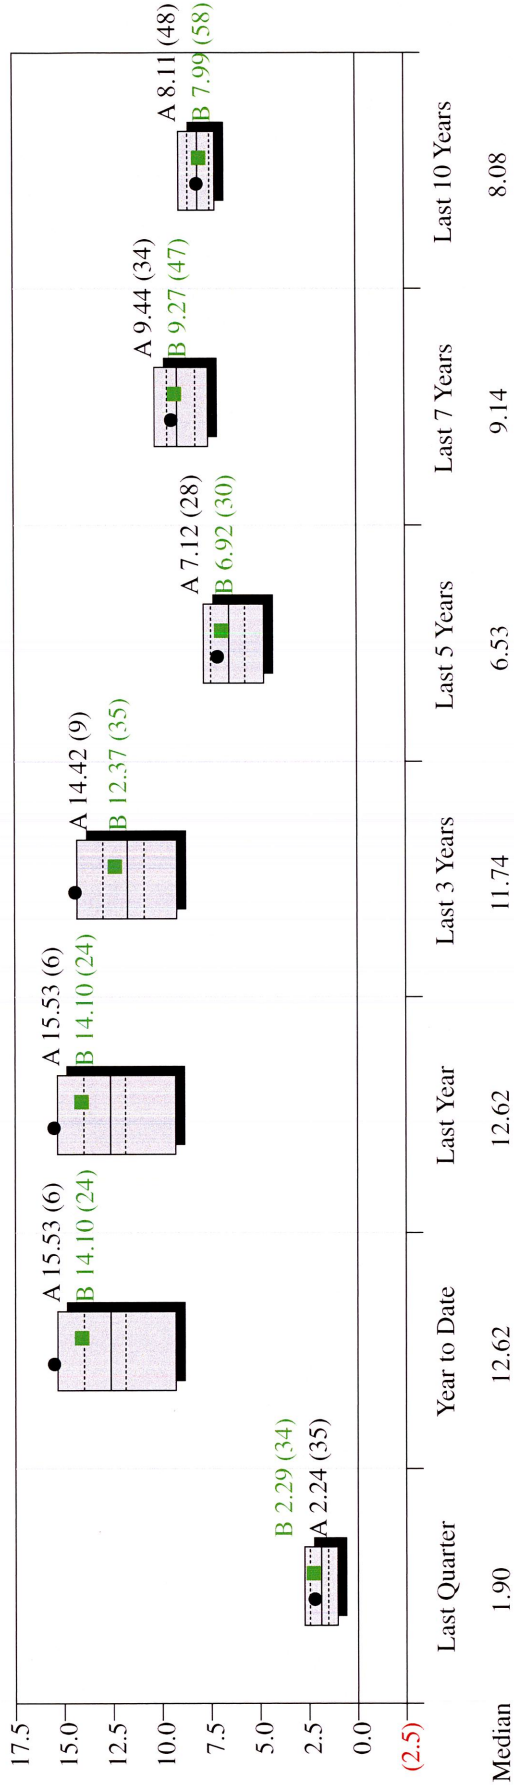 17.5
15.0
12.5
10.0
7.5
5.0
2.5
0.0
(2.5)
B 2.29 (34)
A 2.24 (35)
A 15.53 (6)
B 14.10 (24)
A 15.53 (6)
B 14.10 (24)
A 14.42 (9)
B 12.37 (35)
A 7.12 (28)
B 6.92 (30)
A 9.44 (34)
B 9.27 (47)
A 8.11 (48)
B 7.99 (58)
Last Quarter Year to Date Last Year Last 3 Years Last 5 Years Last 7 Years Last 10 Years
Median 1.90 12.62 12.62 11.74 6.53 9.14 8.08